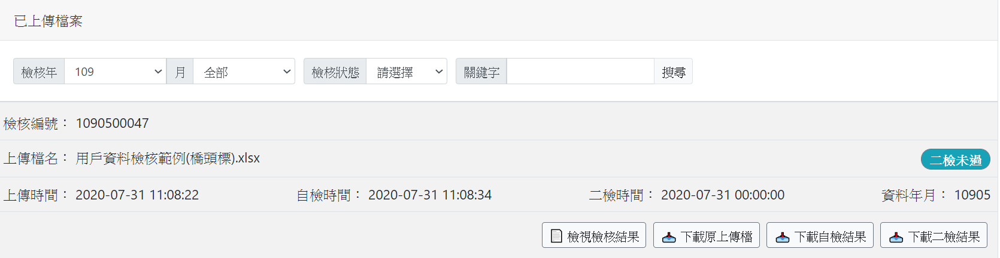 已上傳檔案
檢核年 109 月 全部 檢核狀態 請選擇 關鍵字 搜尋
檢核編號： 1090500047
上傳檔名： 用戶資料檢核範例(橋頭標).xlsx 二檢未過
上傳時間： 2020-07-31 11:08:22 自檢時間： 2020-07-31 11:08:34 二檢時間： 2020-07-31 00:00:00 資料年月： 10905
檢視檢核結果 下載原上傳檔 下載自檢結果 下載二檢結果